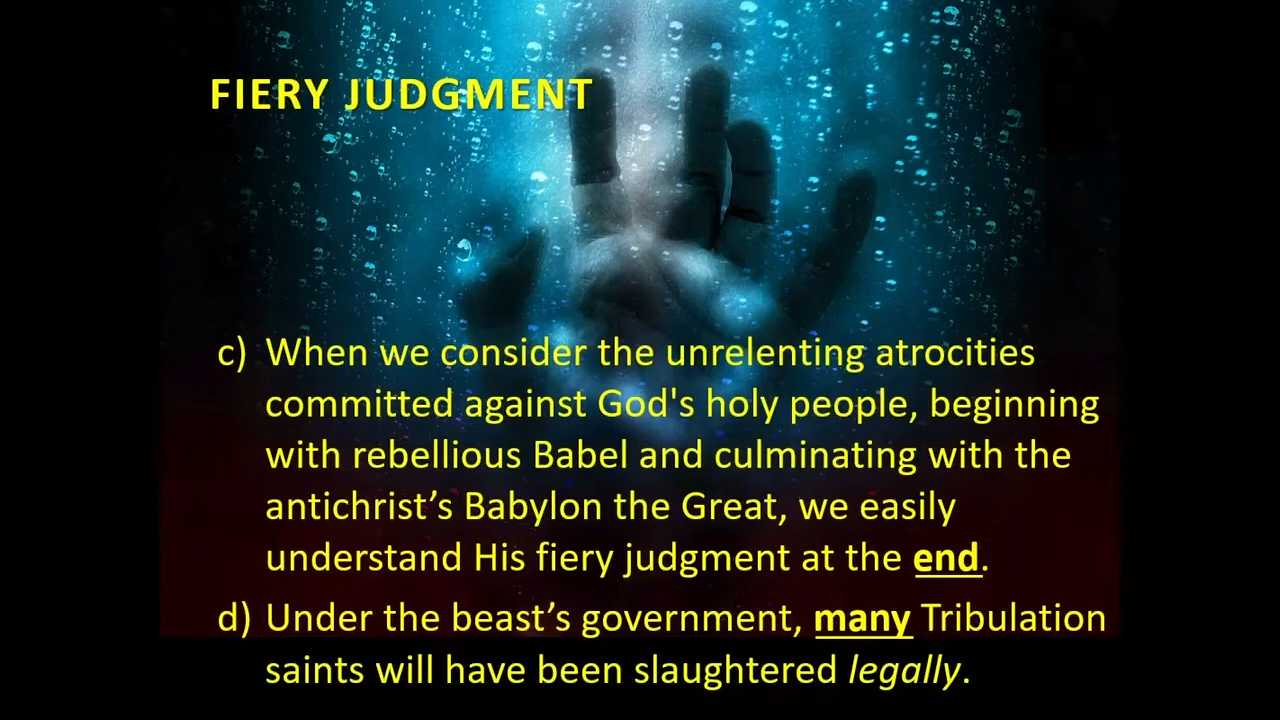 FIERY JUDGMENT
c) When we consider the unrelenting atrocities
committed against God's holy people, beginning
with rebellious Babel and culminating with the
antichrist’s Babylon the Great, we easily
understand His fiery judgment at the end.
d) Under the beast’s government, many Tribulation
saints will have been slaughtered legally.